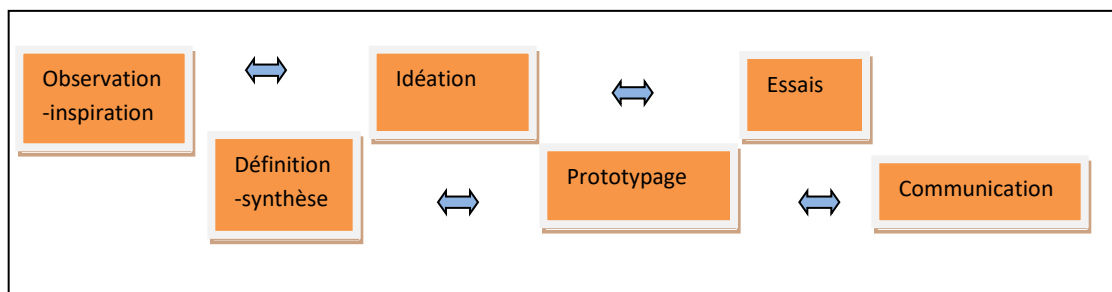 Observation
-inspiration
Définition
-synthèse
Idéation
Prototypage
Essais
Communication